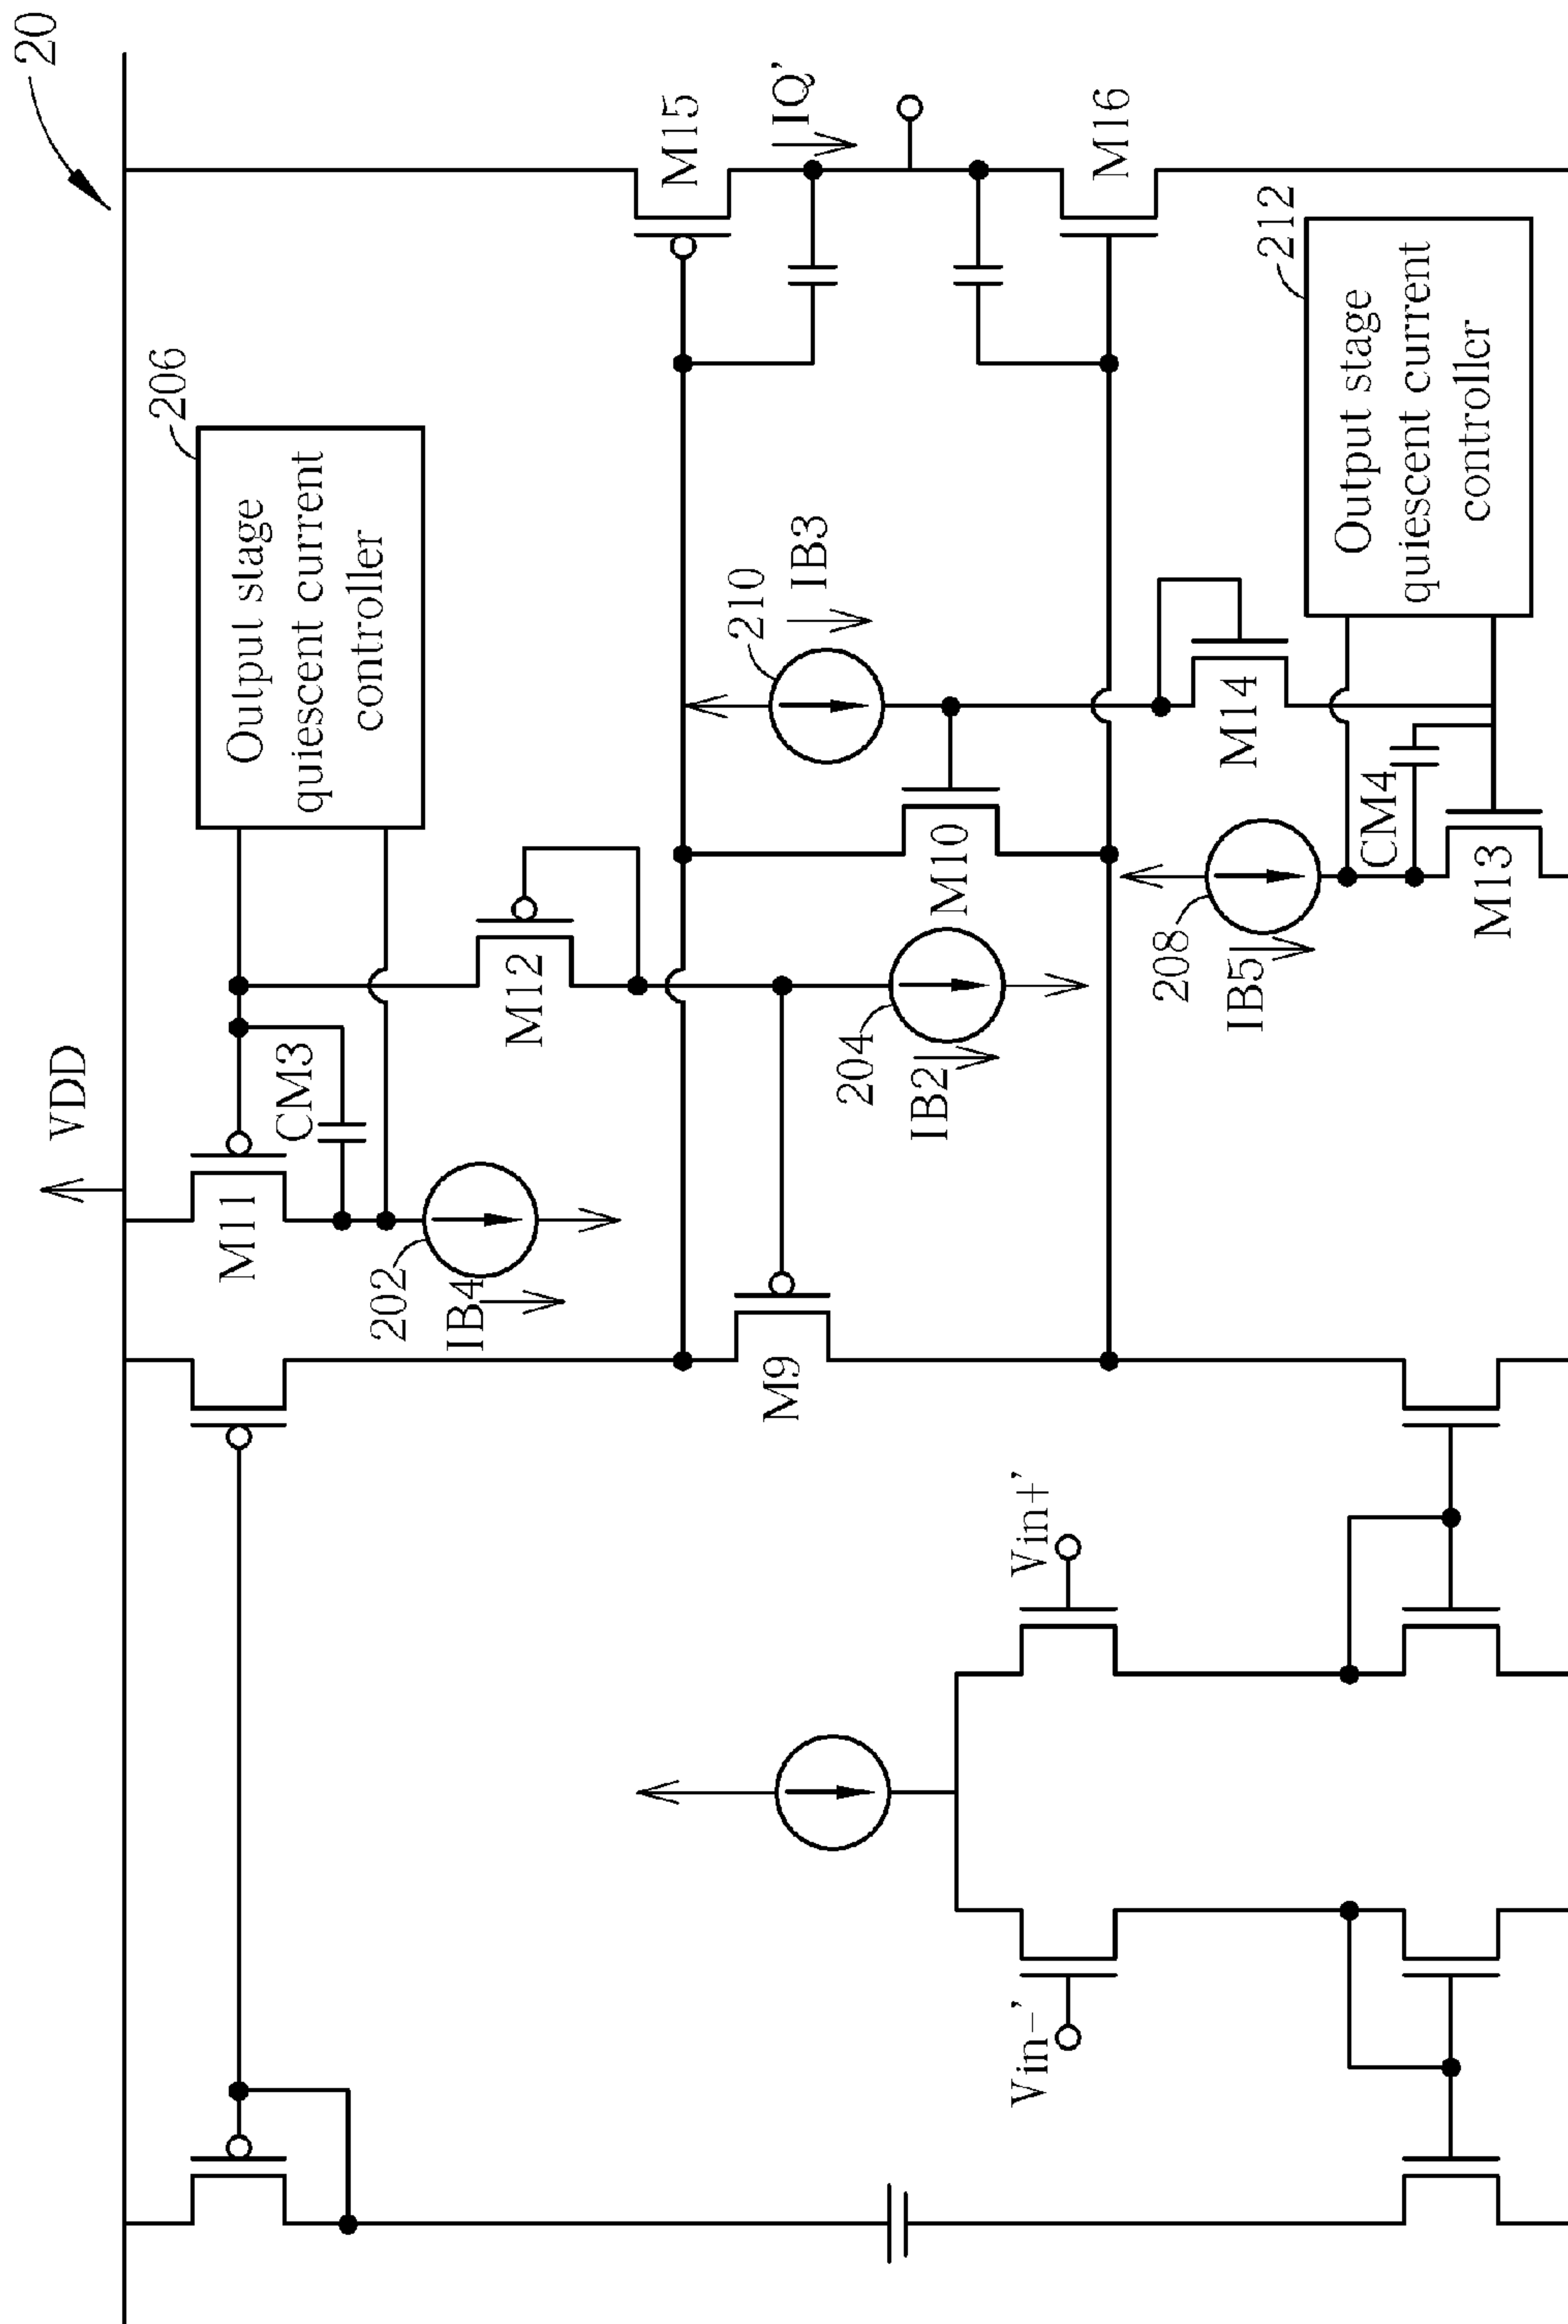 20
VDD
206
Output stage
quiescent current
controller
M11
CM3
202
IB4
M12
M15
IQ'
M9
204
IB2
M10
210
IB3
M16
Vin−'
Vin+'
208
IB5
CM4
M14
M13
212
Output stage
quiescent current
controller